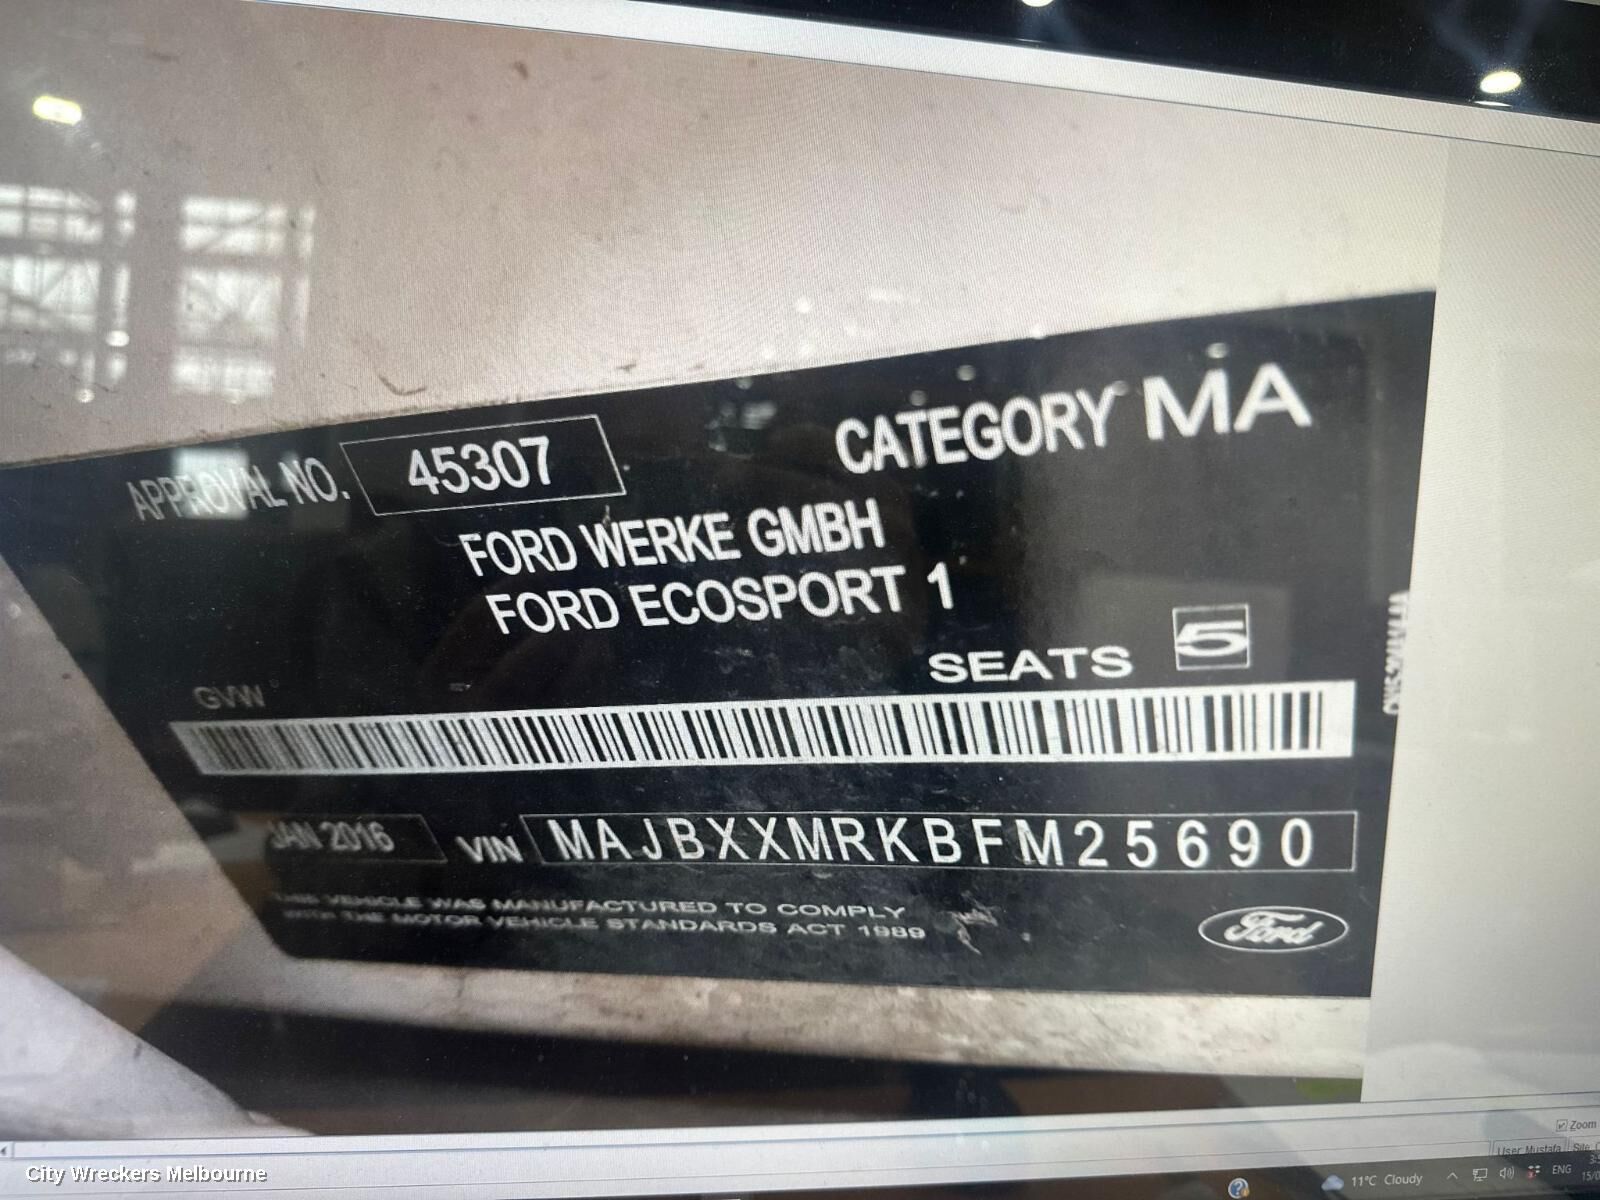 APPROVAL NO. 45307 CATEGORY MA
FORD WERKE GMBH
FORD ECOSPORT 1
SEATS 5
GVW
JAN 2016 VIN MAJBXXMRKBFM25690
THIS VEHICLE WAS MANUFACTURED TO COMPLY
WITH THE MOTOR VEHICLE STANDARDS ACT 1989
Ford
Zoom
User Mustafa
City Wreckers Melbourne
11°C Cloudy
ENG